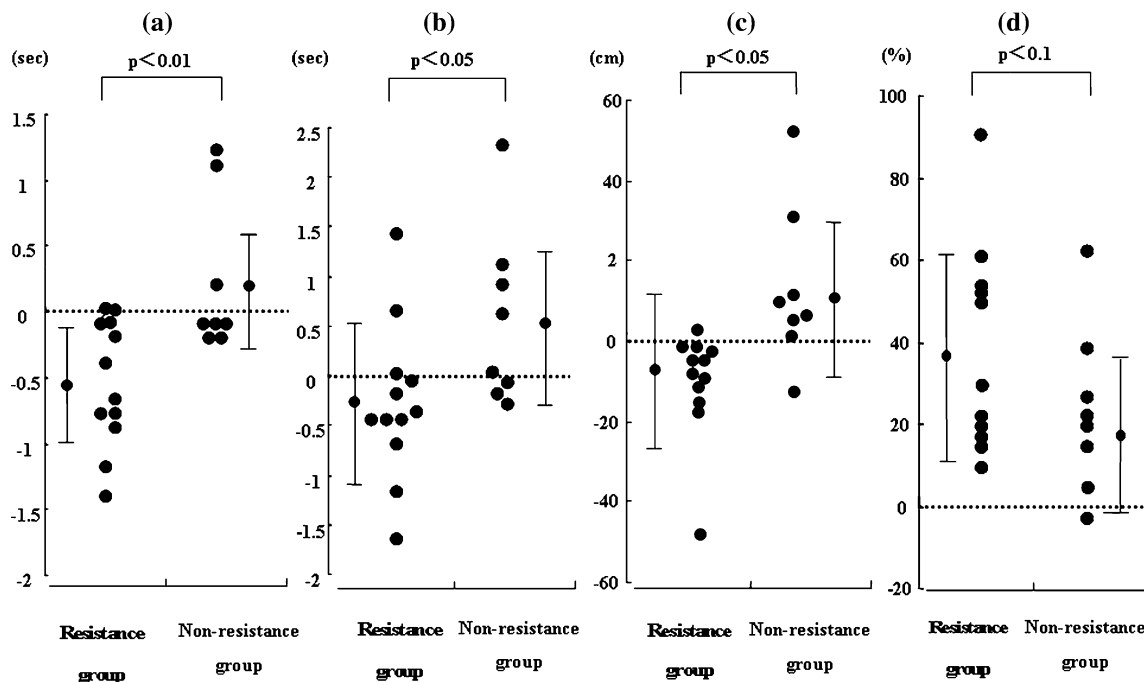 (a) (b) (c) (d)
(sec) (sec) (cm) (%)
p<0.01 p<0.05 p<0.05 p<0.1
1.5
1
0.5
0
-0.5
-1
-1.5
-2
2.5
2
1.5
1
0.5
0
-0.5
-1
-1.5
-2
60
40
2
0
-20
-40
-60
100
80
60
40
20
0
-20
Resistance
group
Non-resistance
group
Resistance
group
Non-resistance
group
Resistance
group
Non-resistance
group
Resistance
group
Non-resistance
group